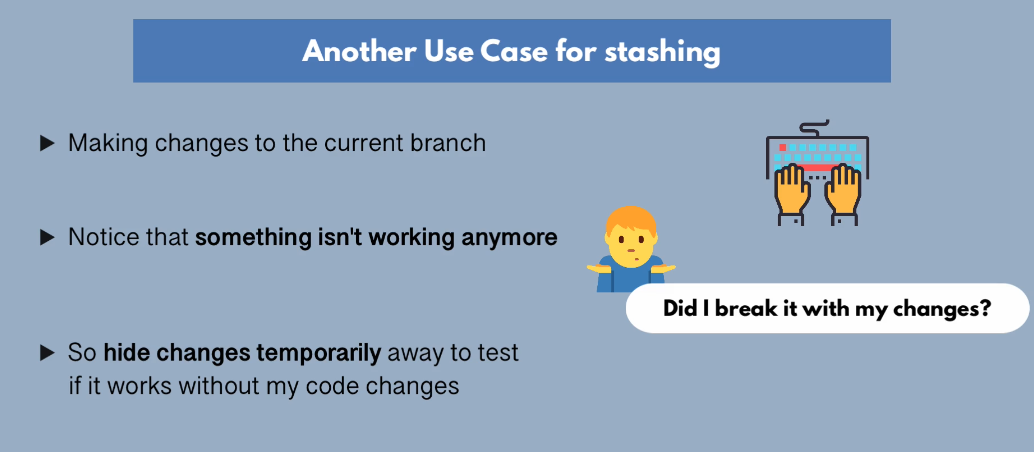 Another Use Case for stashing
Making changes to the current branch
Notice that something isn't working anymore
Did I break it with my changes?
So hide changes temporarily away to test
if it works without my code changes